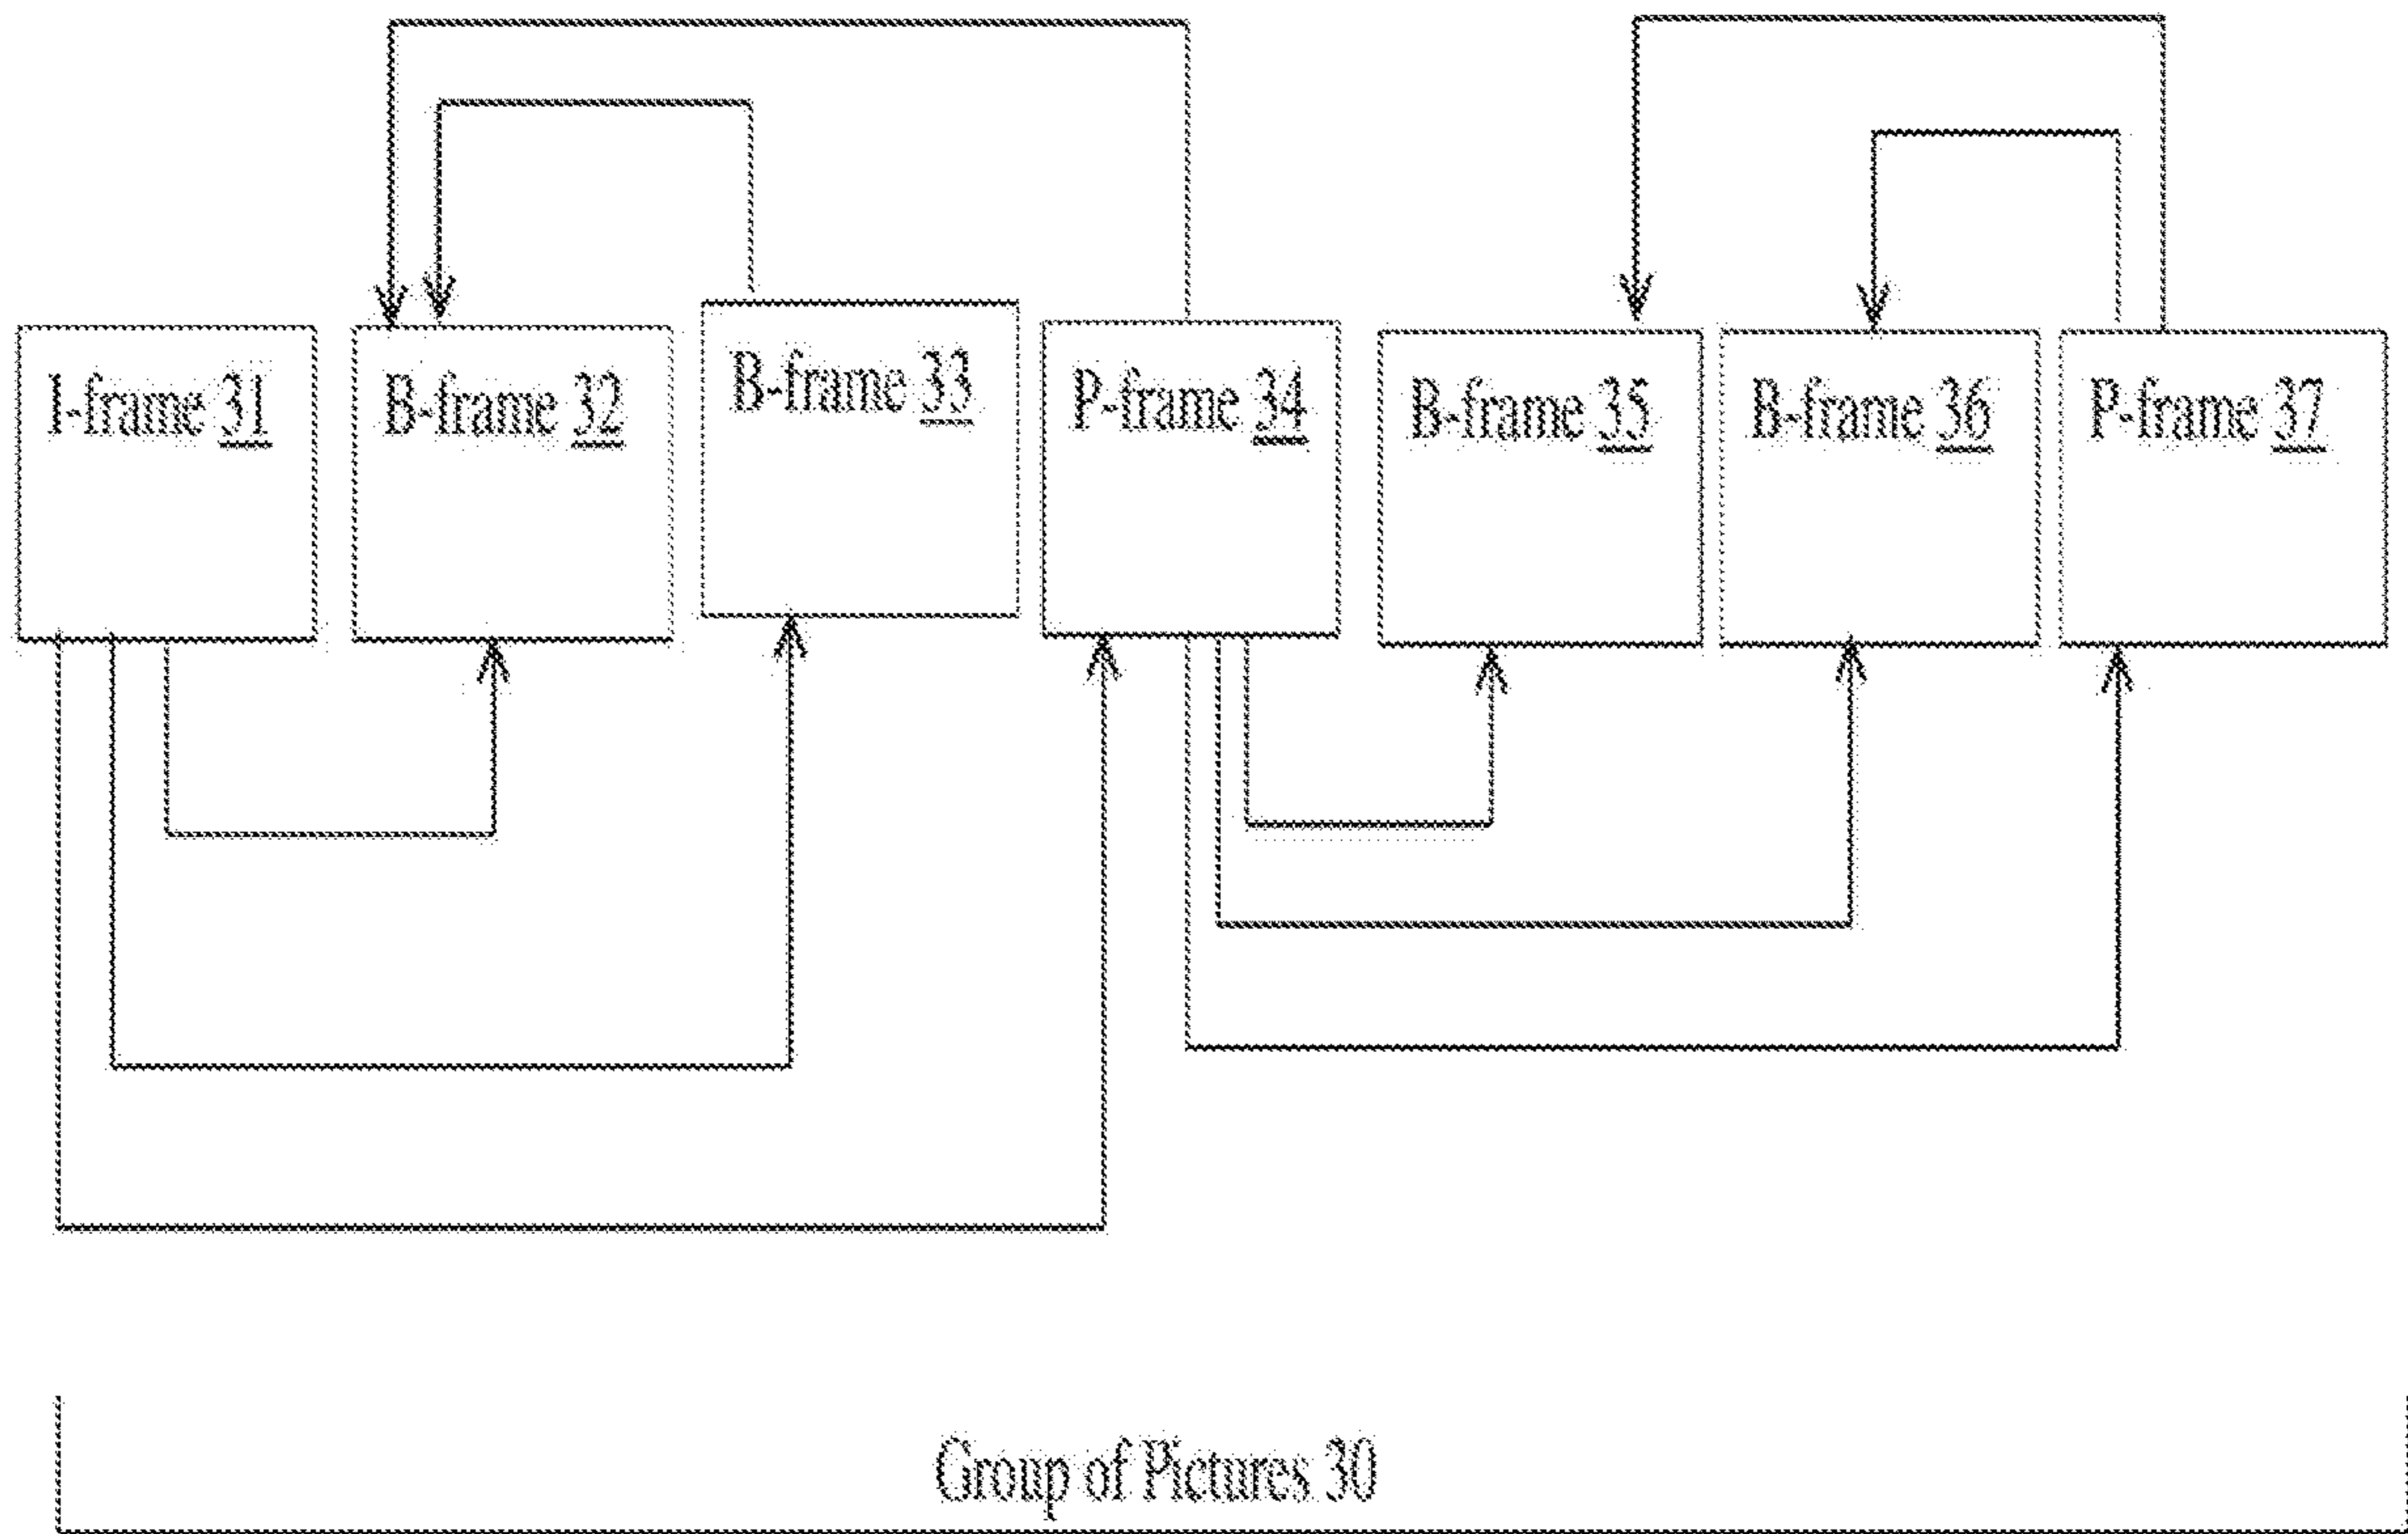 I-frame 31
B-frame 32
B-frame 33
P-frame 34
B-frame 35
B-frame 36
P-frame 37
Group of Pictures 30